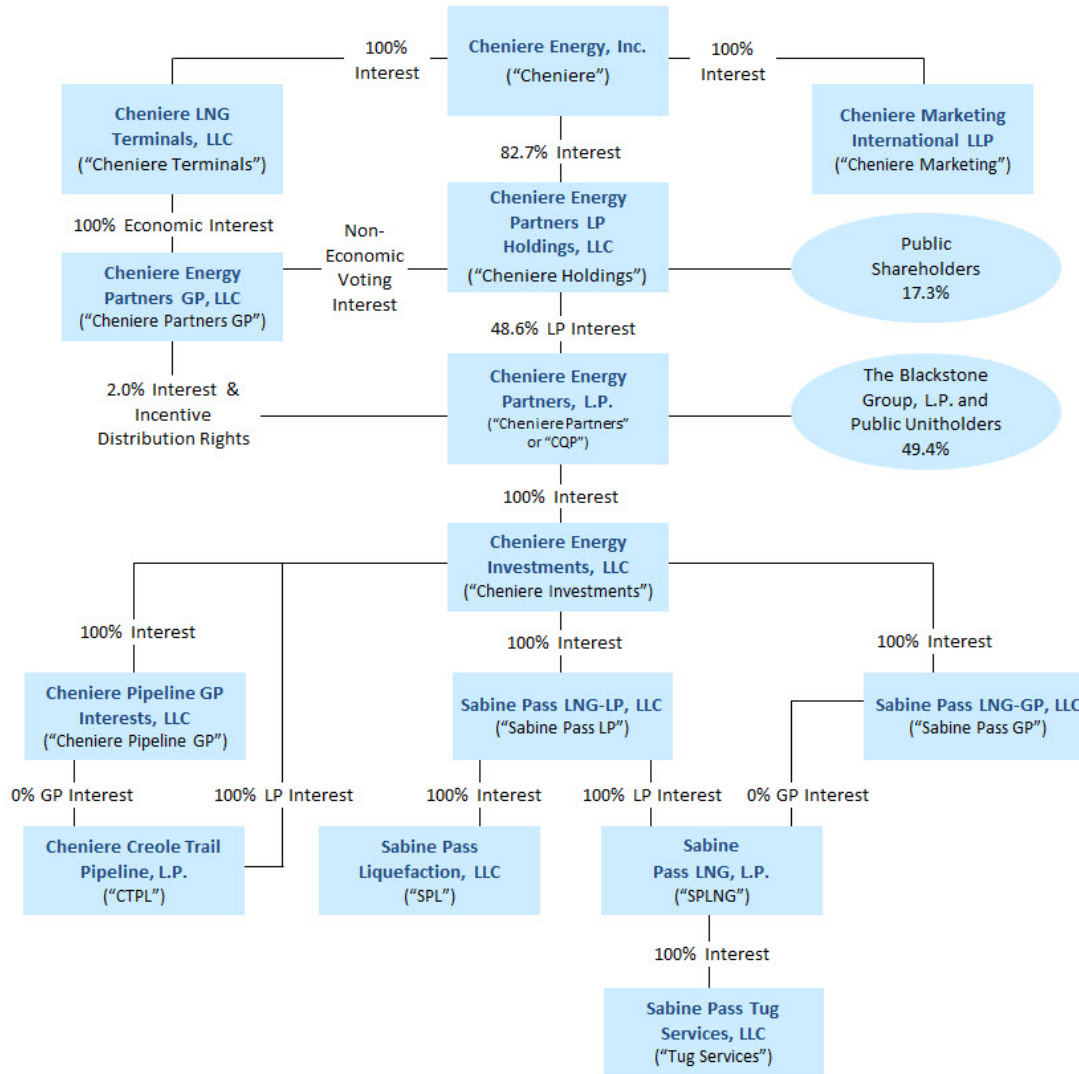 Cheniere Energy, Inc.
(“Cheniere”)
100%
Interest
100%
Interest
Cheniere LNG
Terminals, LLC
(“Cheniere Terminals”)
82.7% Interest
Cheniere Marketing
International LLP
(“Cheniere Marketing”)
100% Economic Interest
Cheniere Energy
Partners GP, LLC
(“Cheniere Partners GP”)
Non-
Economic
Voting
Interest
Cheniere Energy
Partners LP
Holdings, LLC
(“Cheniere Holdings”)
Public
Shareholders
17.3%
48.6% LP Interest
2.0% Interest &
Incentive
Distribution Rights
Cheniere Energy
Partners, L.P.
(“Cheniere Partners”
or “CQP”)
The Blackstone
Group, L.P. and
Public Unitholders
49.4%
100% Interest
Cheniere Energy
Investments, LLC
(“Cheniere Investments”)
100% Interest
100% Interest
100% Interest
Cheniere Pipeline GP
Interests, LLC
(“Cheniere Pipeline GP”)
Sabine Pass LNG-LP, LLC
(“Sabine Pass LP”)
Sabine Pass LNG-GP, LLC
(“Sabine Pass GP”)
0% GP Interest
100% LP Interest
100% Interest
100% LP Interest
0% GP Interest
Cheniere Creole Trail
Pipeline, L.P.
(“CTPL”)
Sabine Pass
Liquefaction, LLC
(“SPL”)
Sabine
Pass LNG, L.P.
(“SPLNG”)
100% Interest
Sabine Pass Tug
Services, LLC
(“Tug Services”)